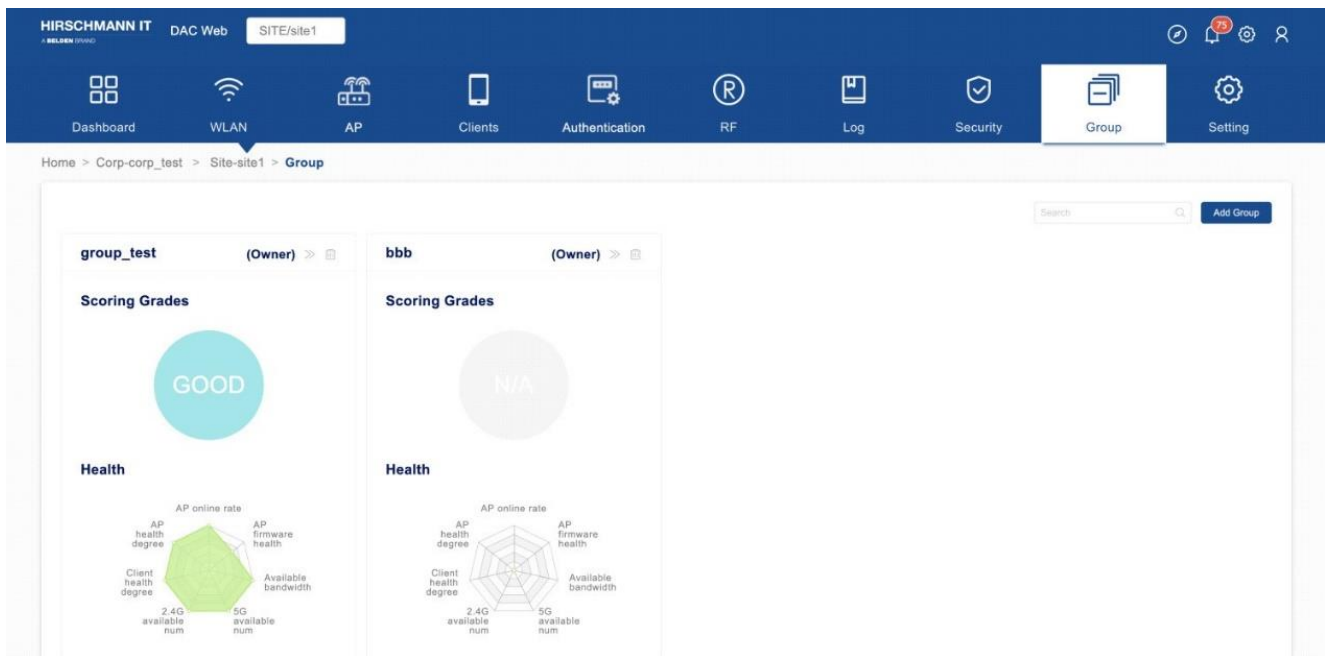 HIRSCHMANN IT
A BELDEN BRAND
DAC Web
SITE/site1
75
Dashboard
WLAN
AP
Clients
Authentication
R
RF
Log
Security
Group
Setting
Home > Corp-corp_test > Site-site1 > Group
Search
Add Group
group_test (Owner) >>
Scoring Grades
GOOD
Health
AP online rate
AP
health
degree
AP
firmware
health
Client
health
degree
Available
bandwidth
2.4G
available
num
5G
available
num
bbb (Owner) >>
Scoring Grades
N/A
Health
AP online rate
AP
health
degree
AP
firmware
health
Client
health
degree
Available
bandwidth
2.4G
available
num
5G
available
num